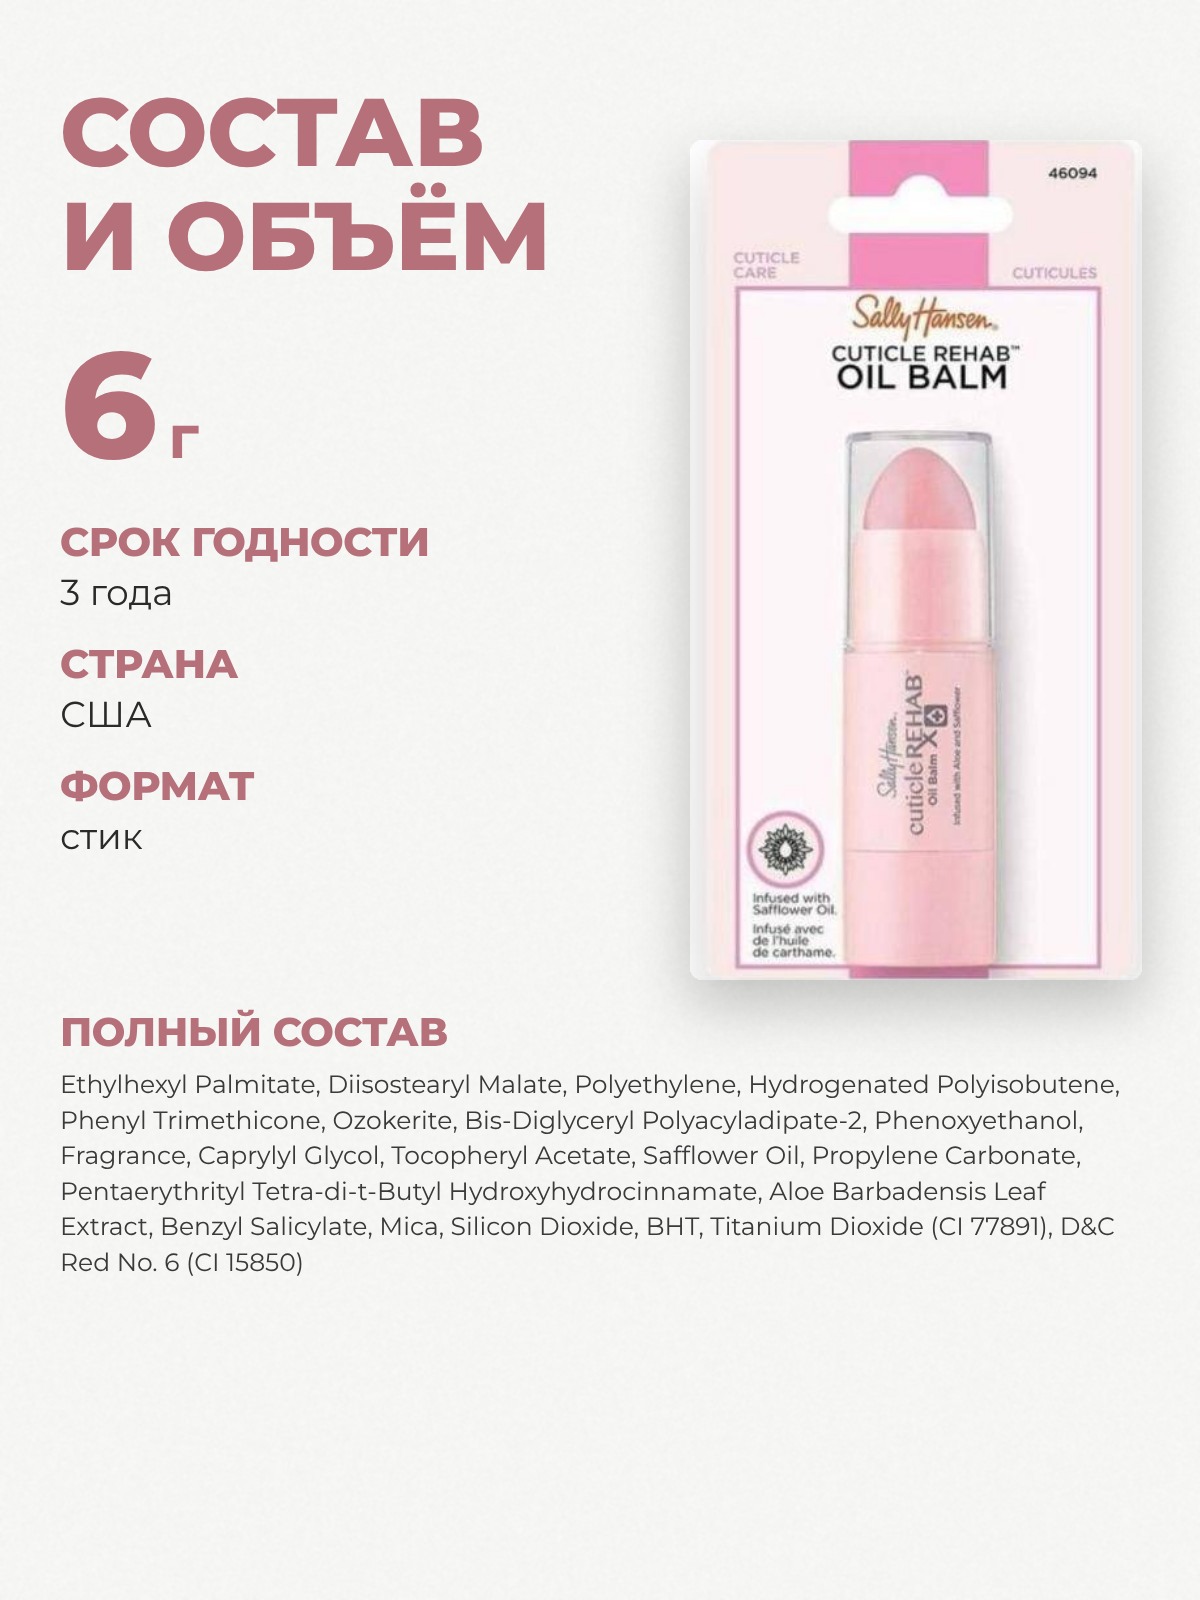 СОСТАВ
И ОБЪЁМ
6 г
СРОК ГОДНОСТИ
3 года
СТРАНА
США
ФОРМАТ
стик
46094
CUTICLE
CARE
CUTICULES
Sally Hansen®
CUTICLE REHAB™
OIL BALM
Sally Hansen.
cuticle REHAB™
Oil Balm
Infused with Aloe and Safflower
Infused with
Safflower Oil.
Infusé avec
de l'huile
de carthame.
ПОЛНЫЙ СОСТАВ
Ethylhexyl Palmitate, Diisostearyl Malate, Polyethylene, Hydrogenated Polyisobutene,
Phenyl Trimethicone, Ozokerite, Bis-Diglyceryl Polyacyladipate-2, Phenoxyethanol,
Fragrance, Caprylyl Glycol, Tocopheryl Acetate, Safflower Oil, Propylene Carbonate,
Pentaerythrityl Tetra-di-t-Butyl Hydroxyhydrocinnamate, Aloe Barbadensis Leaf
Extract, Benzyl Salicylate, Mica, Silicon Dioxide, BHT, Titanium Dioxide (CI 77891), D&C
Red No. 6 (CI 15850)